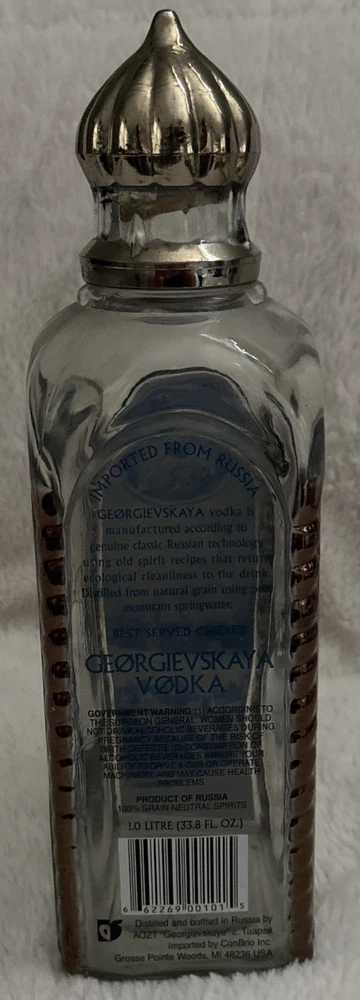 IMPORTED FROM RUSSIA
GEØRGIEVSKAYA vodka is
manufactured according to
genuine classic Russian technology
using old spirit recipes that return
ecological cleanliness to the drink.
Distilled from natural grain using pure
mountain springwater.
BEST SERVED CHILLED
GEØRGIEVSKAYA
VØDKA
GOVERNMENT WARNING:(1) ACCORDING TO
THE SURGEON GENERAL, WOMEN SHOULD
NOT DRINK ALCOHOLIC BEVERAGES DURING
PREGNANCY BECAUSE OF THE RISK OF
BIRTH DEFECTS. (2) CONSUMPTION OF
ALCOHOLIC BEVERAGES IMPAIRS YOUR
ABILITY TO DRIVE A CAR OR OPERATE
MACHINERY, AND MAY CAUSE HEALTH
PROBLEMS.
PRODUCT OF RUSSIA
100% GRAIN NEUTRAL SPIRITS
1.0 LITRE (33.8 FL. OZ.)
6 62269 00101 5
Distilled and bottled in Russia by
AOZT "Georgievskoye" c. Tuapse
Imported by ConBrio Inc.
Grosse Pointe Woods, MI 48236 USA